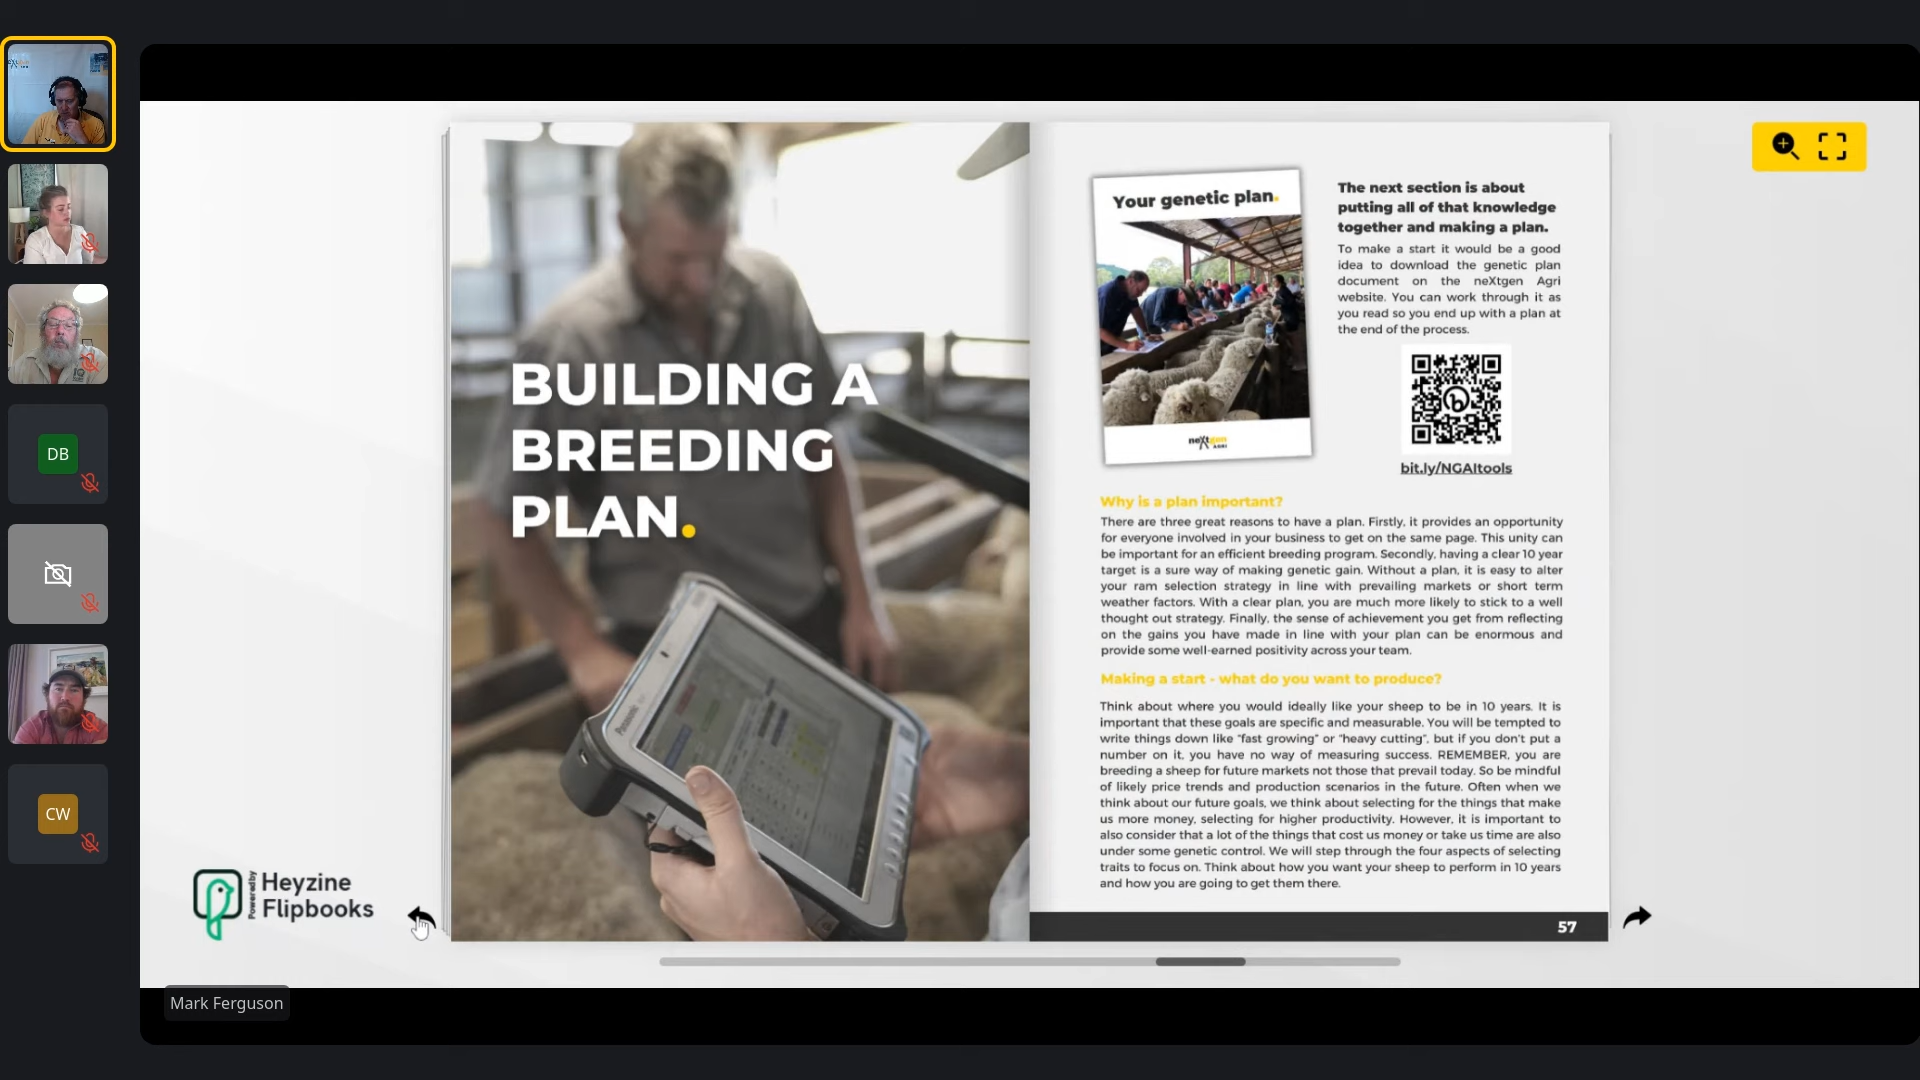 BUILDING A
BREEDING
PLAN.
Your genetic plan.
neXtgen
AGRI
The next section is about
putting all of that knowledge
together and making a plan.
To make a start it would be a good
idea to download the genetic plan
document on the neXtgen Agri
website. You can work through it as
you read so you end up with a plan at
the end of the process.
bit.ly/NGAItools
Why is a plan important?
There are three great reasons to have a plan. Firstly, it provides an opportunity
for everyone involved in your business to get on the same page. This unity can
be important for an efficient breeding program. Secondly, having a clear 10 year
target is a sure way of making genetic gain. Without a plan, it is easy to alter
your ram selection strategy in line with prevailing markets or short term
weather factors. With a clear plan, you are much more likely to stick to a well
thought out strategy. Finally, the sense of achievement you get from reflecting
on the gains you have made in line with your plan can be enormous and
provide some well-earned positivity across your team.
Making a start - what do you want to produce?
Think about where you would ideally like your sheep to be in 10 years. It is
important that these goals are specific and measurable. You will be tempted to
write things down like "fast growing" or "heavy cutting", but if you don't put a
number on it, you have no way of measuring success. REMEMBER, you are
breeding a sheep for future markets not those that prevail today. So be mindful
of likely price trends and production scenarios in the future. Often when we
think about our future goals, we think about selecting for the things that make
us more money, selecting for higher productivity. However, it is important to
also consider that a lot of the things that cost us money or take us time are also
under some genetic control. We will step through the four aspects of selecting
traits to focus on. Think about how you want your sheep to perform in 10 years
and how you are going to get them there.
57
Powered by
Heyzine
Flipbooks
Panasonic
DB
CW
Mark Ferguson